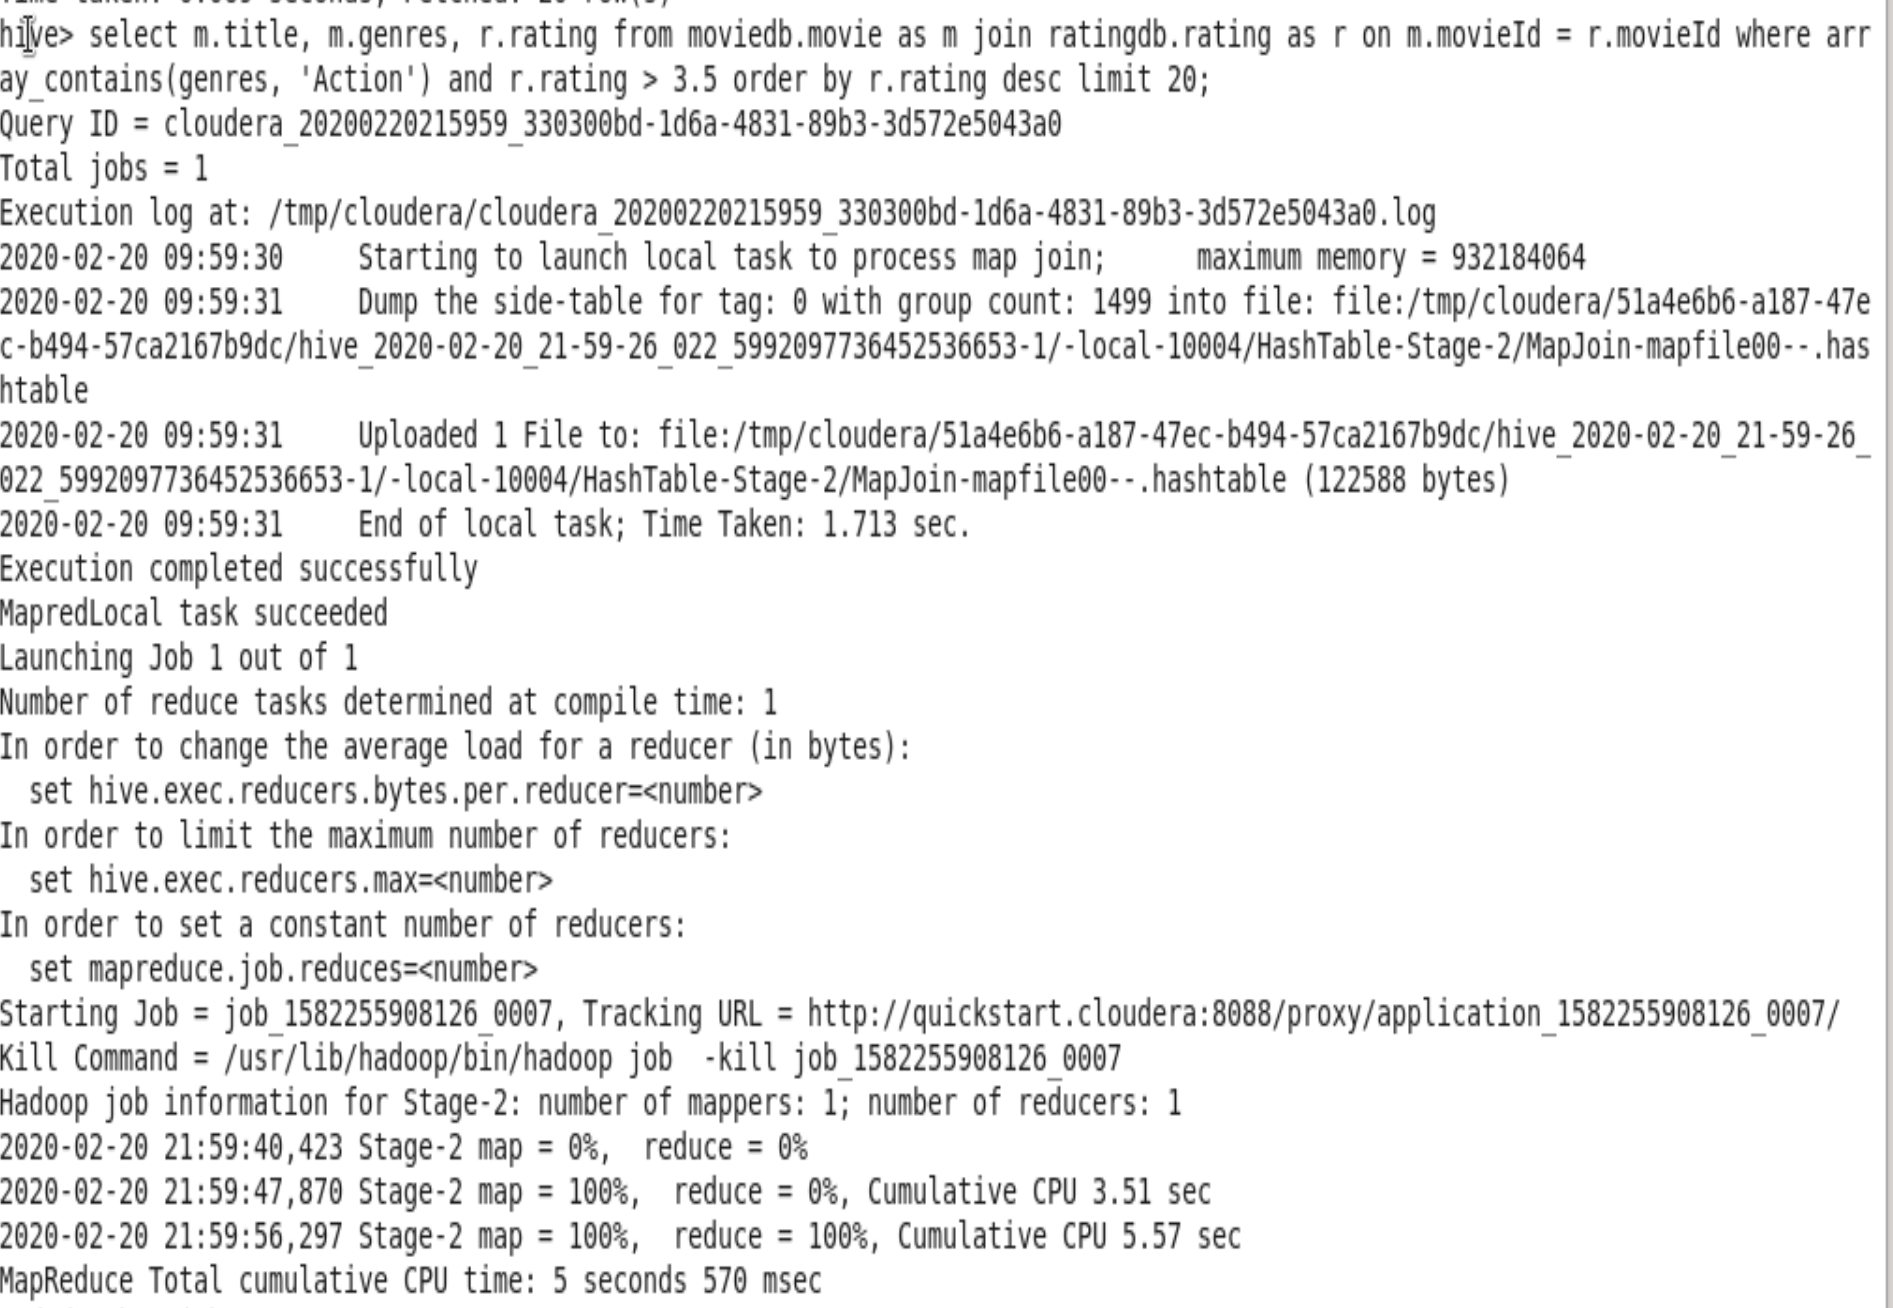 hive> select m.title, m.genres, r.rating from moviedb.movie as m join ratingdb.rating as r on m.movieId = r.movieId where arr
ay_contains(genres, 'Action') and r.rating > 3.5 order by r.rating desc limit 20;
Query ID = cloudera_20200220215959_330300bd-1d6a-4831-89b3-3d572e5043a0
Total jobs = 1
Execution log at: /tmp/cloudera/cloudera_20200220215959_330300bd-1d6a-4831-89b3-3d572e5043a0.log
2020-02-20 09:59:30     Starting to launch local task to process map join;      maximum memory = 932184064
2020-02-20 09:59:31     Dump the side-table for tag: 0 with group count: 1499 into file: file:/tmp/cloudera/51a4e6b6-a187-47e
c-b494-57ca2167b9dc/hive_2020-02-20_21-59-26_022_5992097736452536653-1/-local-10004/HashTable-Stage-2/MapJoin-mapfile00--.has
htable
2020-02-20 09:59:31     Uploaded 1 File to: file:/tmp/cloudera/51a4e6b6-a187-47ec-b494-57ca2167b9dc/hive_2020-02-20_21-59-26_
022_5992097736452536653-1/-local-10004/HashTable-Stage-2/MapJoin-mapfile00--.hashtable (122588 bytes)
2020-02-20 09:59:31     End of local task; Time Taken: 1.713 sec.
Execution completed successfully
MapredLocal task succeeded
Launching Job 1 out of 1
Number of reduce tasks determined at compile time: 1
In order to change the average load for a reducer (in bytes):
  set hive.exec.reducers.bytes.per.reducer=<number>
In order to limit the maximum number of reducers:
  set hive.exec.reducers.max=<number>
In order to set a constant number of reducers:
  set mapreduce.job.reduces=<number>
Starting Job = job_1582255908126_0007, Tracking URL = http://quickstart.cloudera:8088/proxy/application_1582255908126_0007/
Kill Command = /usr/lib/hadoop/bin/hadoop job  -kill job_1582255908126_0007
Hadoop job information for Stage-2: number of mappers: 1; number of reducers: 1
2020-02-20 21:59:40,423 Stage-2 map = 0%,  reduce = 0%
2020-02-20 21:59:47,870 Stage-2 map = 100%,  reduce = 0%, Cumulative CPU 3.51 sec
2020-02-20 21:59:56,297 Stage-2 map = 100%,  reduce = 100%, Cumulative CPU 5.57 sec
MapReduce Total cumulative CPU time: 5 seconds 570 msec